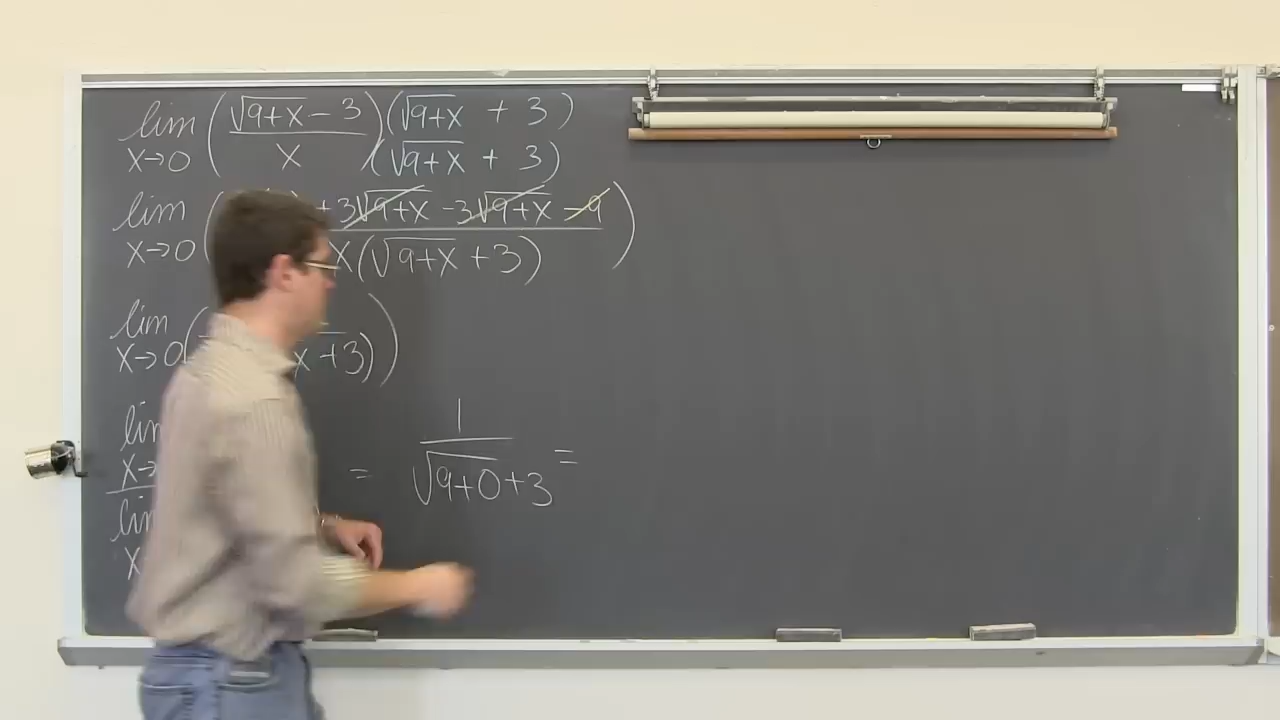 lim (√9+x - 3)(√9+x + 3)
x→0 x (√9+x + 3)
lim ( + 3√9+x - 3√9+x - 9 )
x→0 x(√9+x + 3)
lim (
x→0 x + 3))
lim 1
x→ = √9+0 + 3 =
lim
x